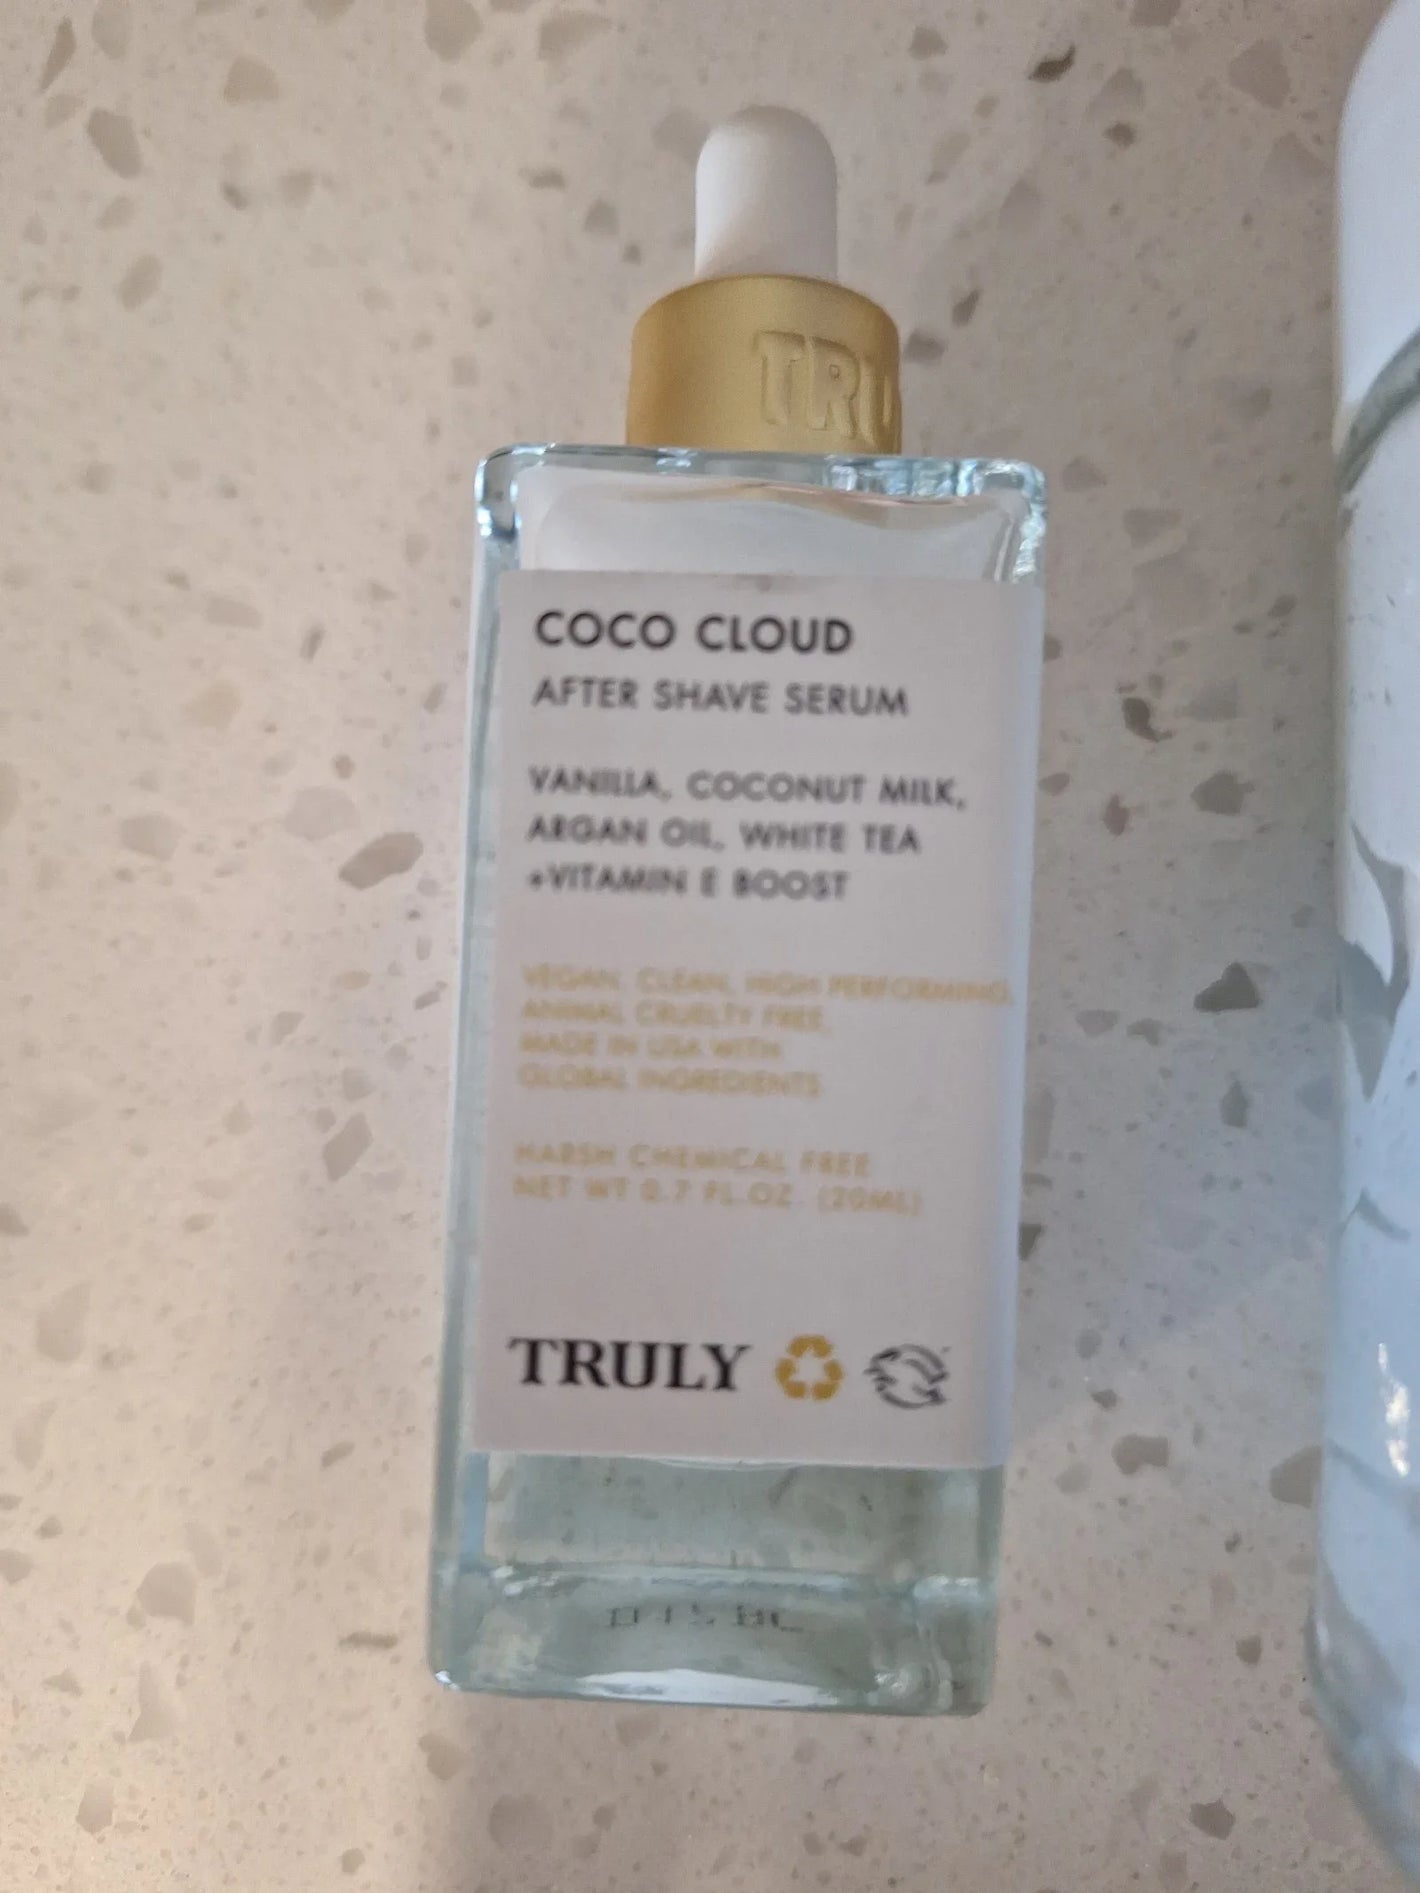 TRU
COCO CLOUD
AFTER SHAVE SERUM
VANILLA, COCONUT MILK,
ARGAN OIL, WHITE TEA
+VITAMIN E BOOST
VEGAN, CLEAN, HIGH PERFORMING,
ANIMAL CRUELTY FREE,
MADE IN USA WITH
GLOBAL INGREDIENTS
HARSH CHEMICAL FREE
NET WT 0.7 FL.OZ. (20ML)
TRULY